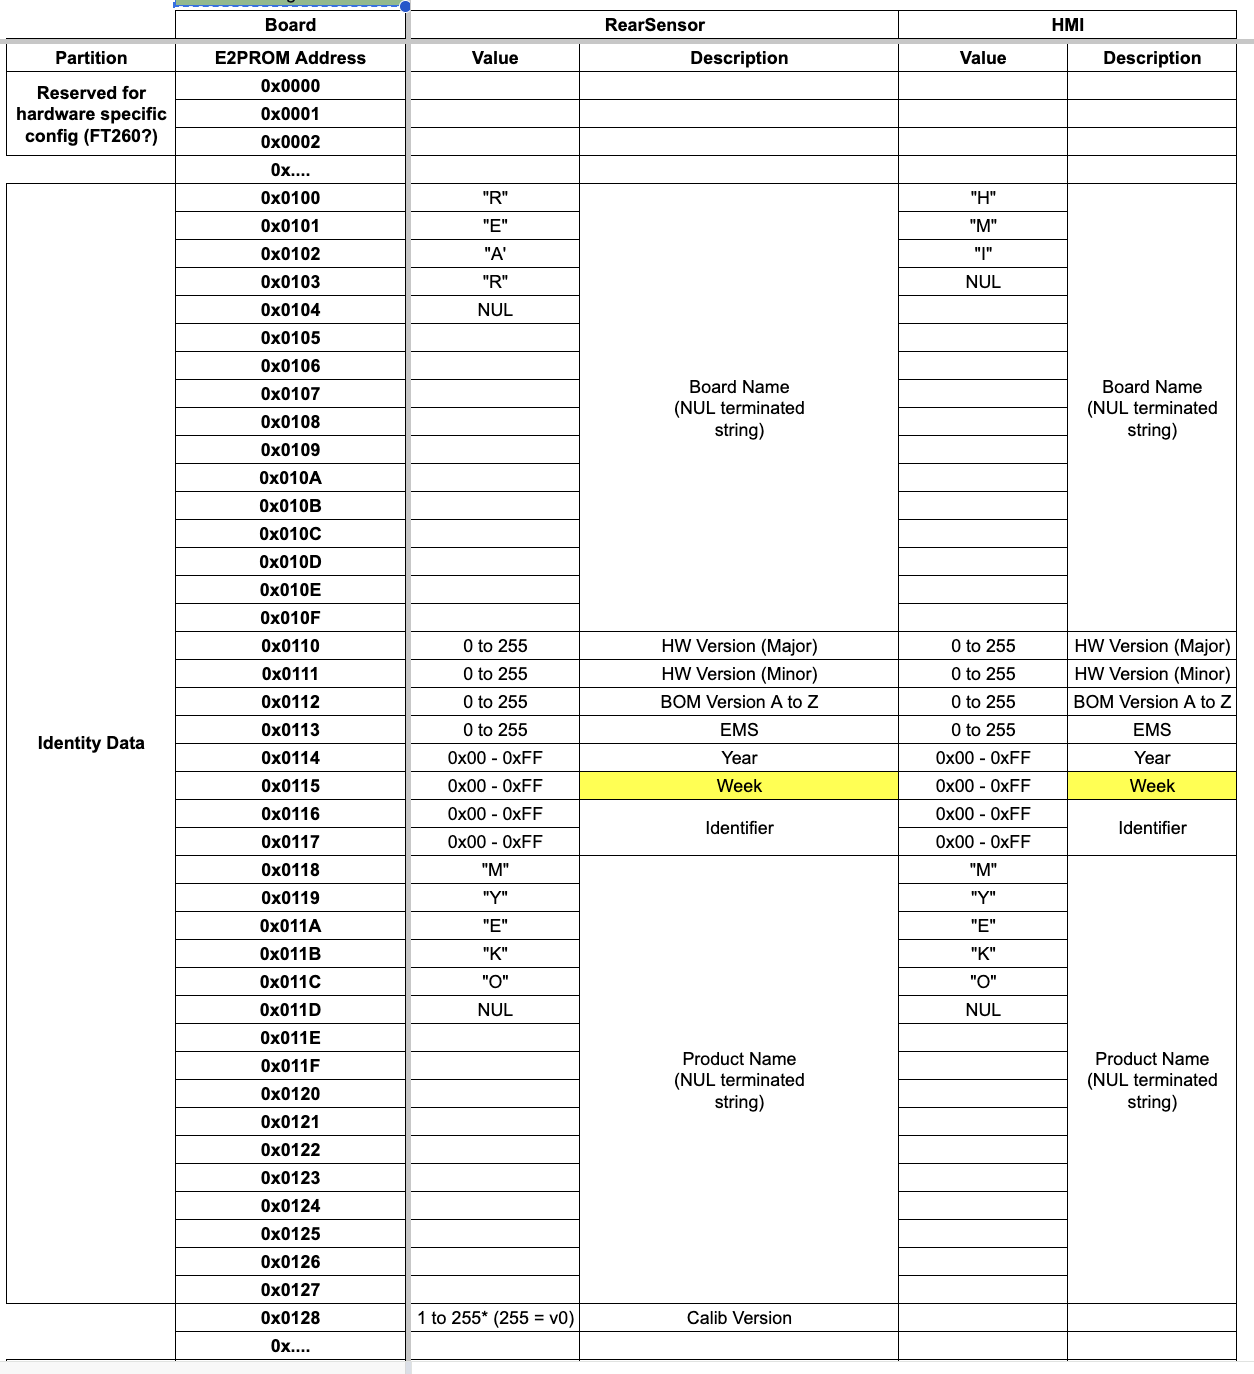 Board RearSensor HMI
Partition E2PROM Address Value Description Value Description
Reserved for
hardware specific
config (FT260?)
0x0000
0x0001
0x0002
0x....
Identity Data
0x0100 "R" "H"
0x0101 "E" "M"
0x0102 "A' "I"
0x0103 "R" NUL
0x0104 NUL
0x0105
0x0106
0x0107
Board Name Board Name
(NUL terminated (NUL terminated
string) string)
0x0108
0x0109
0x010A
0x010B
0x010C
0x010D
0x010E
0x010F
0x0110 0 to 255 HW Version (Major) 0 to 255 HW Version (Major)
0x0111 0 to 255 HW Version (Minor) 0 to 255 HW Version (Minor)
0x0112 0 to 255 BOM Version A to Z 0 to 255 BOM Version A to Z
0x0113 0 to 255 EMS 0 to 255 EMS
0x0114 0x00 - 0xFF Year 0x00 - 0xFF Year
0x0115 0x00 - 0xFF Week 0x00 - 0xFF Week
0x0116 0x00 - 0xFF Identifier 0x00 - 0xFF Identifier
0x0117 0x00 - 0xFF 0x00 - 0xFF
0x0118 "M" "M"
0x0119 "Y" "Y"
0x011A "E" "E"
0x011B "K" "K"
0x011C "O" "O"
0x011D NUL NUL
0x011E
0x011F
Product Name Product Name
(NUL terminated (NUL terminated
string) string)
0x0120
0x0121
0x0122
0x0123
0x0124
0x0125
0x0126
0x0127
0x0128 1 to 255* (255 = v0) Calib Version
0x....